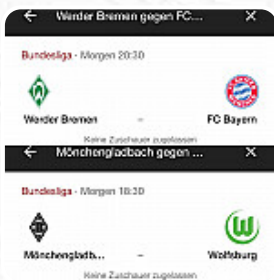 ← Werder Bremen gegen FC... ×
Bundesliga · Morgen 20:30
Werder Bremen – FC Bayern
Keine Zuschauer zugelassen
← Mönchengladbach gegen ... ×
Bundesliga · Morgen 18:30
Mönchengladb... – Wolfsburg
Keine Zuschauer zugelassen